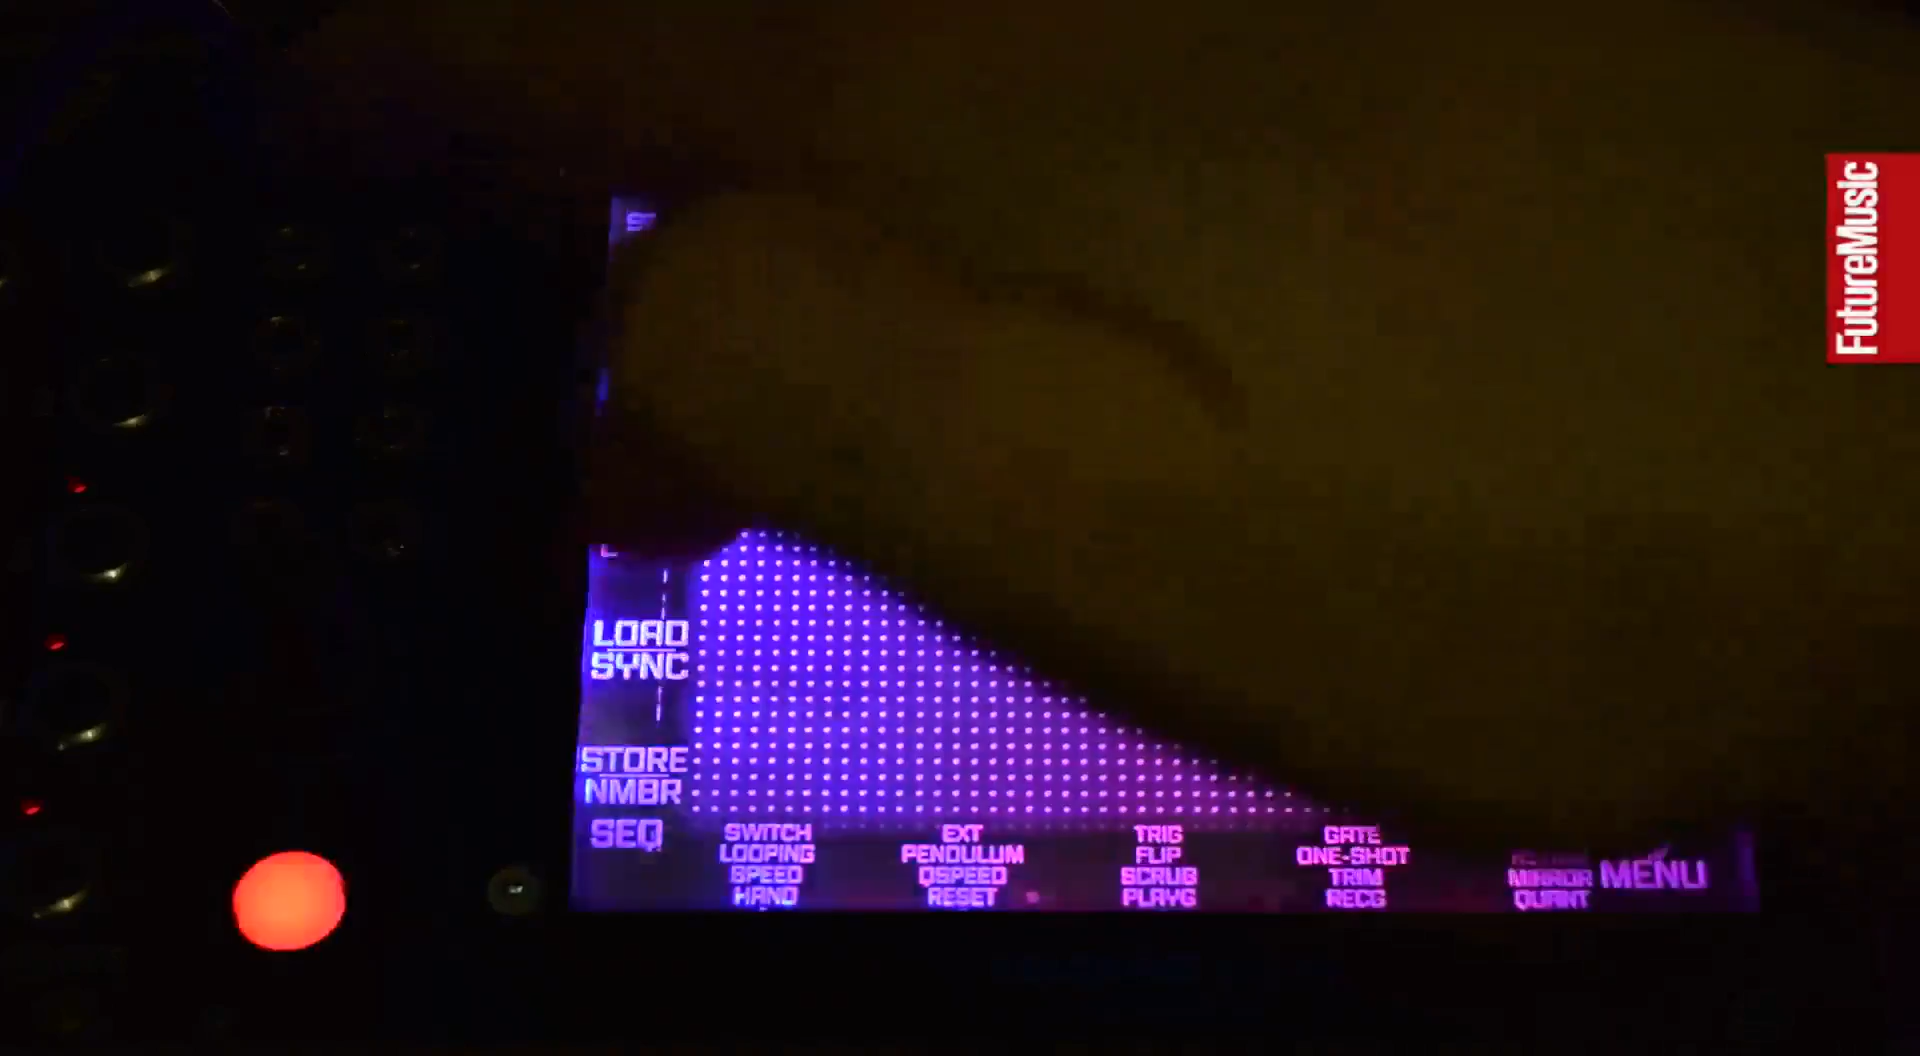 FutureMusic
LOAD
SYNC
STORE
NMBR
SEQ
SWITCH EXT TRIG GATE
LOOPING PENDULUM FLIP ONE-SHOT
SPEED QSPEED SCRUB TRIM MIRROR
HAND RESET PLAYG RECG QUANT
MENU